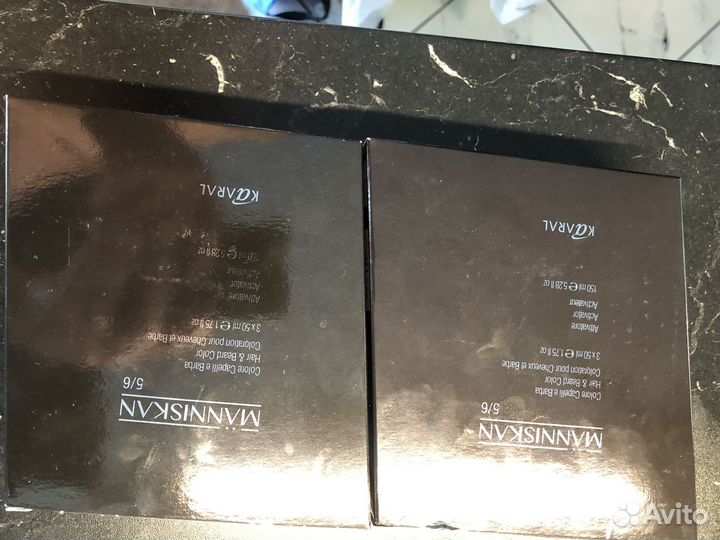 MÄNNISKAN
5/6
Colore Capelli e Barba
Hair & Beard Color
Coloration pour Cheveux et Barbe
3 x 50 ml ℮ 1.75 fl oz
Attivatore
Activator
Activateur
150 ml ℮ 5.28 fl oz
K@ARAL
MÄNNISKAN
5/6
Colore Capelli e Barba
Hair & Beard Color
Coloration pour Cheveux et Barbe
3 x 50 ml ℮ 1.75 fl oz
Attivatore
Activator
Activateur
150 ml ℮ 5.28 fl oz
K@ARAL
Avito